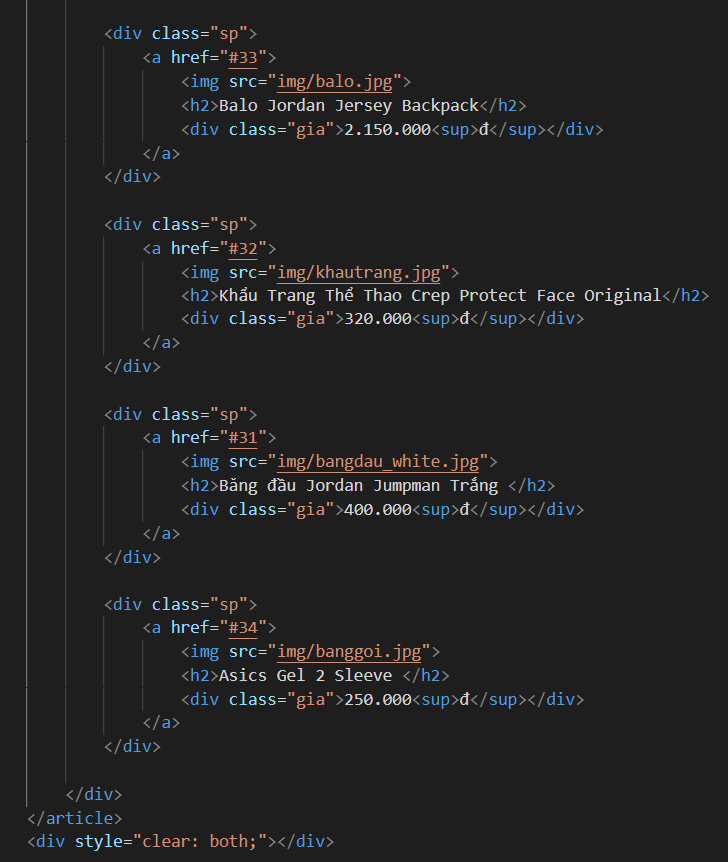 <div class="sp">
<a href="#33">
<img src="img/balo.jpg">
<h2>Balo Jordan Jersey Backpack</h2>
<div class="gia">2.150.000<sup>đ</sup></div>
</a>
</div>
<div class="sp">
<a href="#32">
<img src="img/khautrang.jpg">
<h2>Khẩu Trang Thể Thao Crep Protect Face Original</h2>
<div class="gia">320.000<sup>đ</sup></div>
</a>
</div>
<div class="sp">
<a href="#31">
<img src="img/bangdau_white.jpg">
<h2>Băng đầu Jordan Jumpman Trắng </h2>
<div class="gia">400.000<sup>đ</sup></div>
</a>
</div>
<div class="sp">
<a href="#34">
<img src="img/banggoi.jpg">
<h2>Asics Gel 2 Sleeve </h2>
<div class="gia">250.000<sup>đ</sup></div>
</a>
</div>
</div>
</article>
<div style="clear: both;"></div>